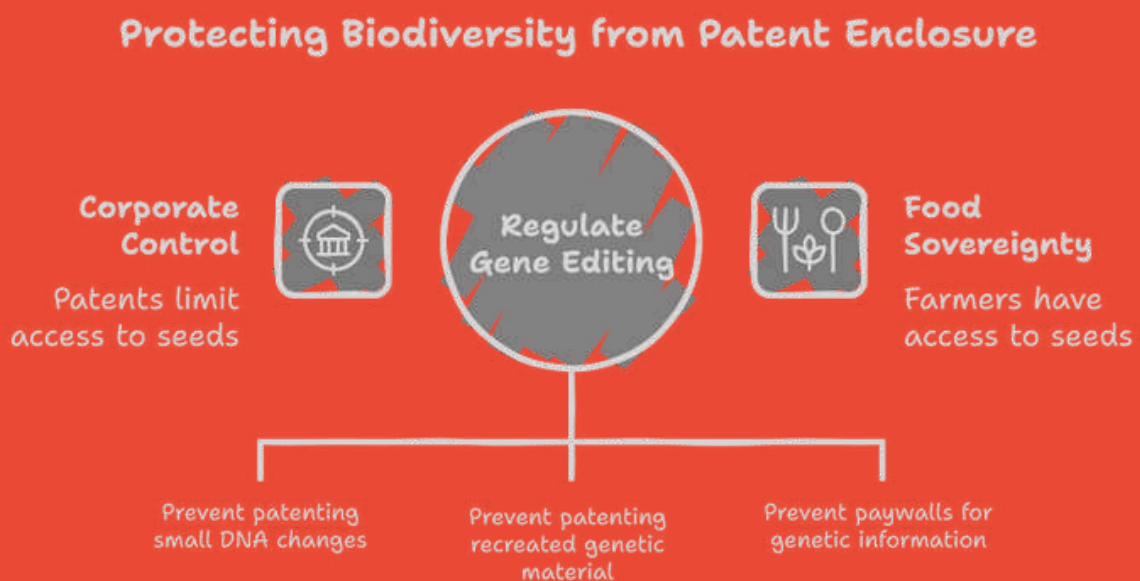 Protecting Biodiversity from Patent Enclosure
Corporate
Control
Patents limit
access to seeds
Regulate
Gene Editing
Food
Sovereignty
Farmers have
access to seeds
Prevent patenting
small DNA changes
Prevent patenting
recreated genetic
material
Prevent paywalls for
genetic information